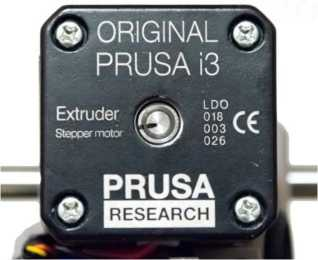 ORIGINAL
PRUSA i3
Extruder
Stepper motor
LDO
018
003
026
CE
PRUSA
RESEARCH